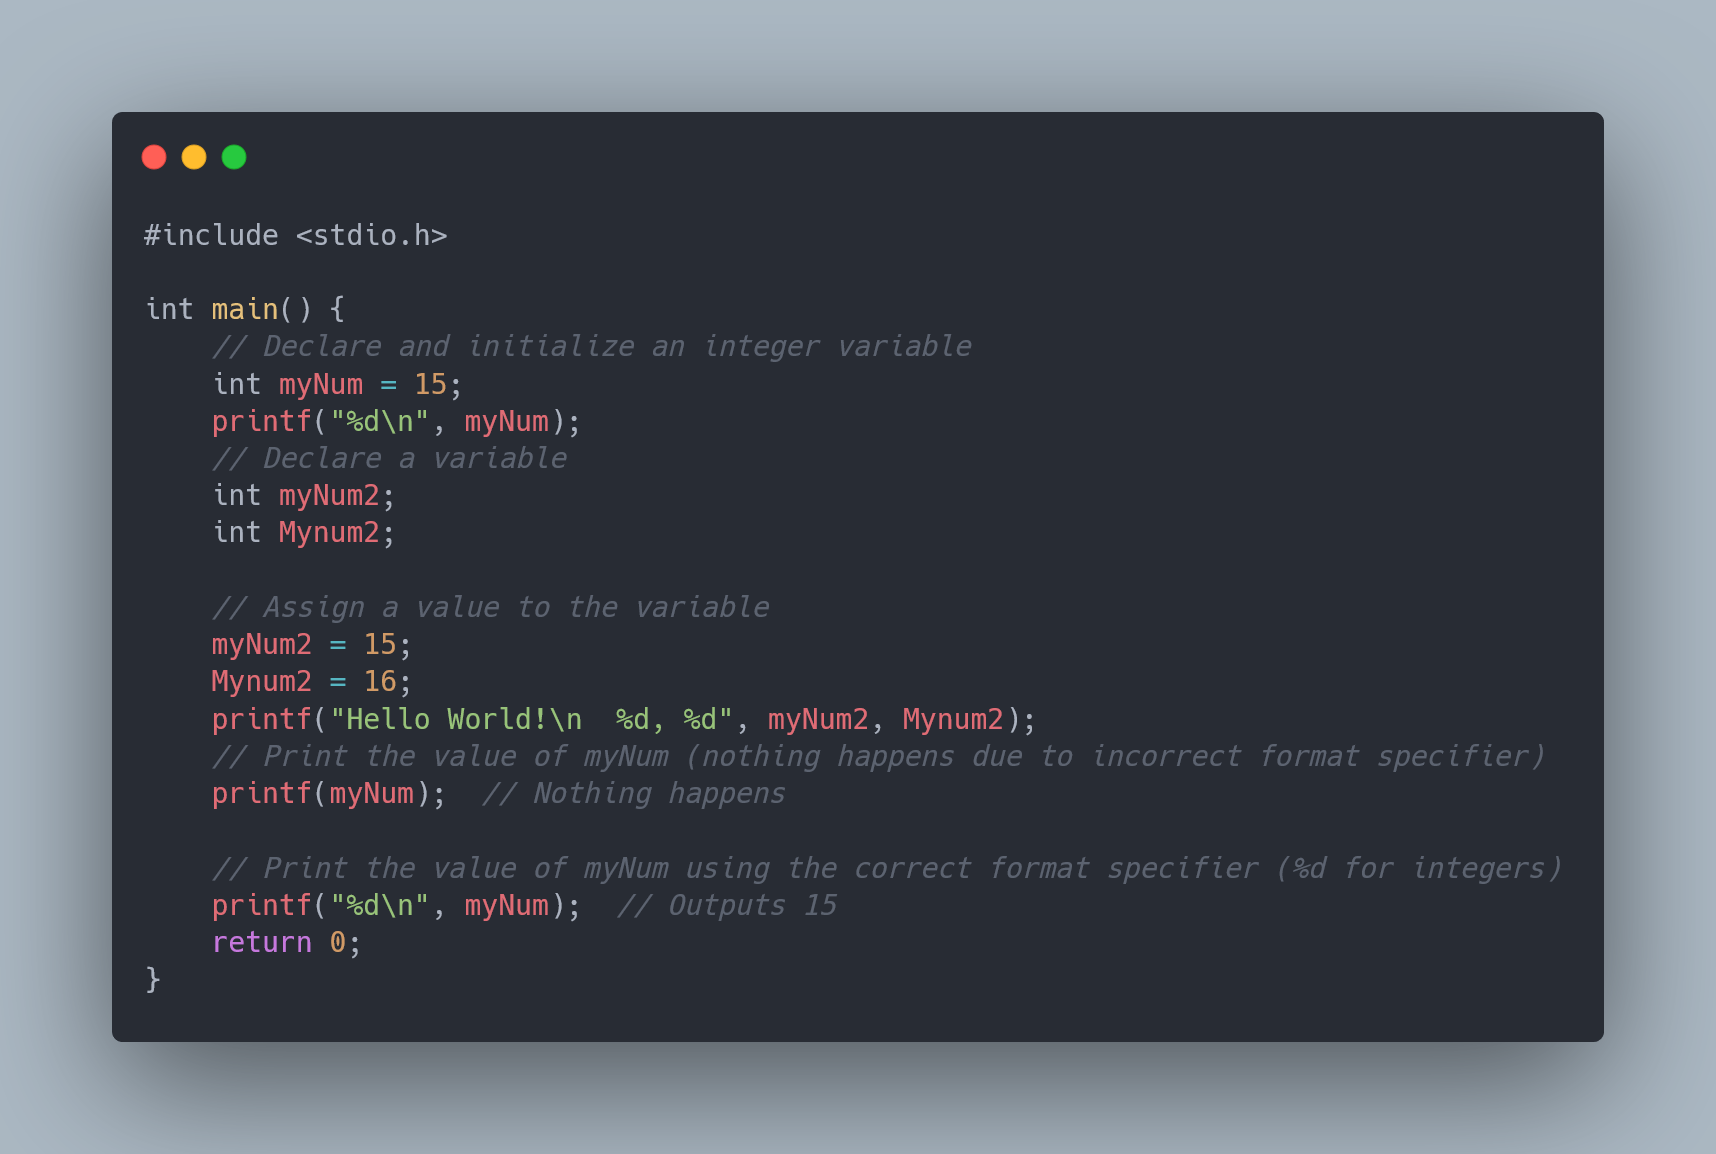 #include <stdio.h>

int main() {
    // Declare and initialize an integer variable
    int myNum = 15;
    printf("%d\n", myNum);
    // Declare a variable
    int myNum2;
    int Mynum2;

    // Assign a value to the variable
    myNum2 = 15;
    Mynum2 = 16;
    printf("Hello World!\n  %d, %d", myNum2, Mynum2);
    // Print the value of myNum (nothing happens due to incorrect format specifier)
    printf(myNum);  // Nothing happens

    // Print the value of myNum using the correct format specifier (%d for integers)
    printf("%d\n", myNum);  // Outputs 15
    return 0;
}